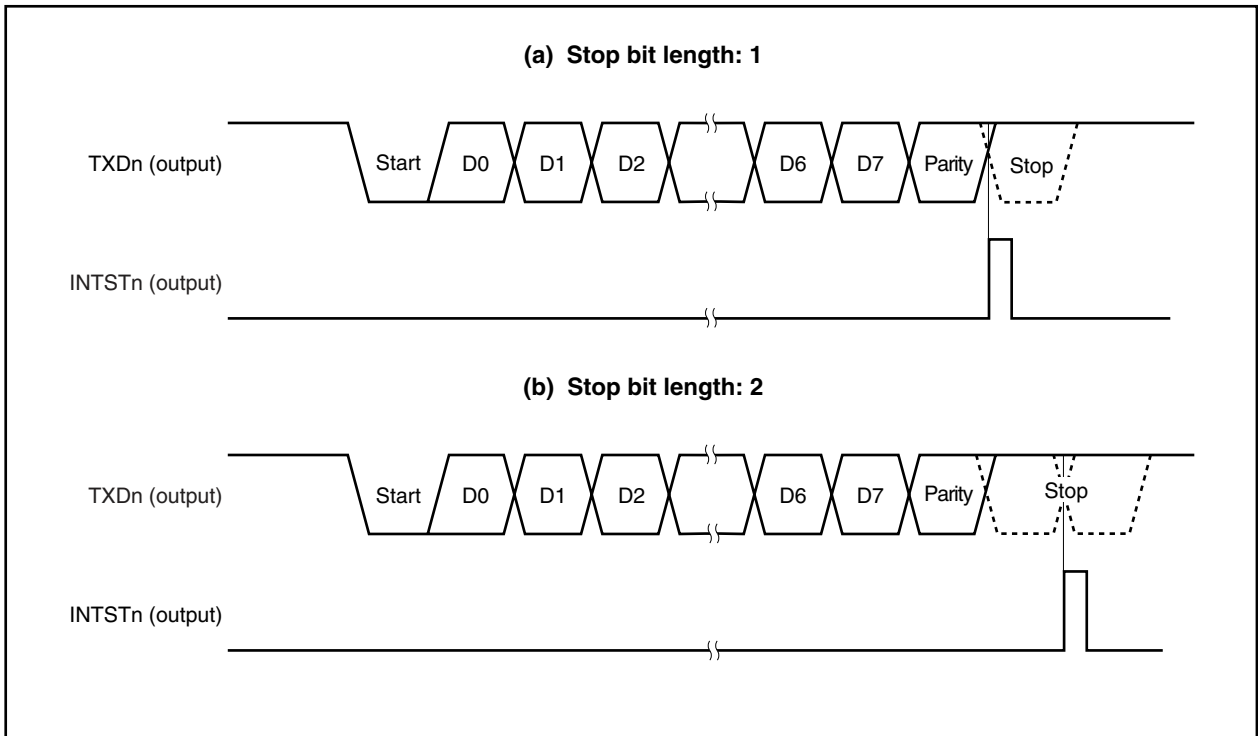 (a) Stop bit length: 1
TXDn (output) Start D0 D1 D2 D6 D7 Parity Stop
INTSTn (output)
(b) Stop bit length: 2
TXDn (output) Start D0 D1 D2 D6 D7 Parity Stop
INTSTn (output)